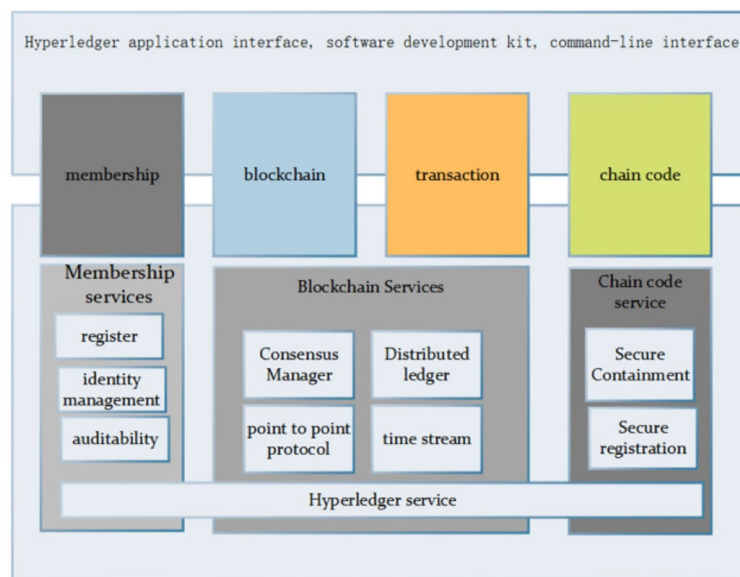 Hyperledger application interface, software development kit, command-line interface
membership
blockchain
transaction
chain code
Membership
services
register
identity
management
auditability
Blockchain Services
Consensus
Manager
Distributed
ledger
point to point
protocol
time stream
Chain code
service
Secure
Containment
Secure
registration
Hyperledger service